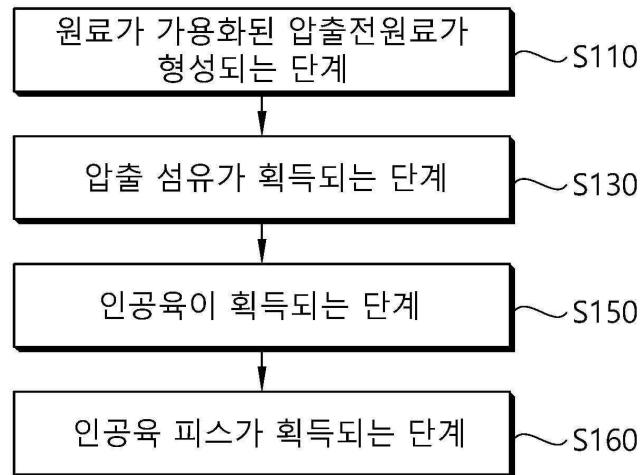 원료가 가용화된 압출전원료가
형성되는 단계
S110
압출 섬유가 획득되는 단계
S130
인공육이 획득되는 단계
S150
인공육 피스가 획득되는 단계
S160